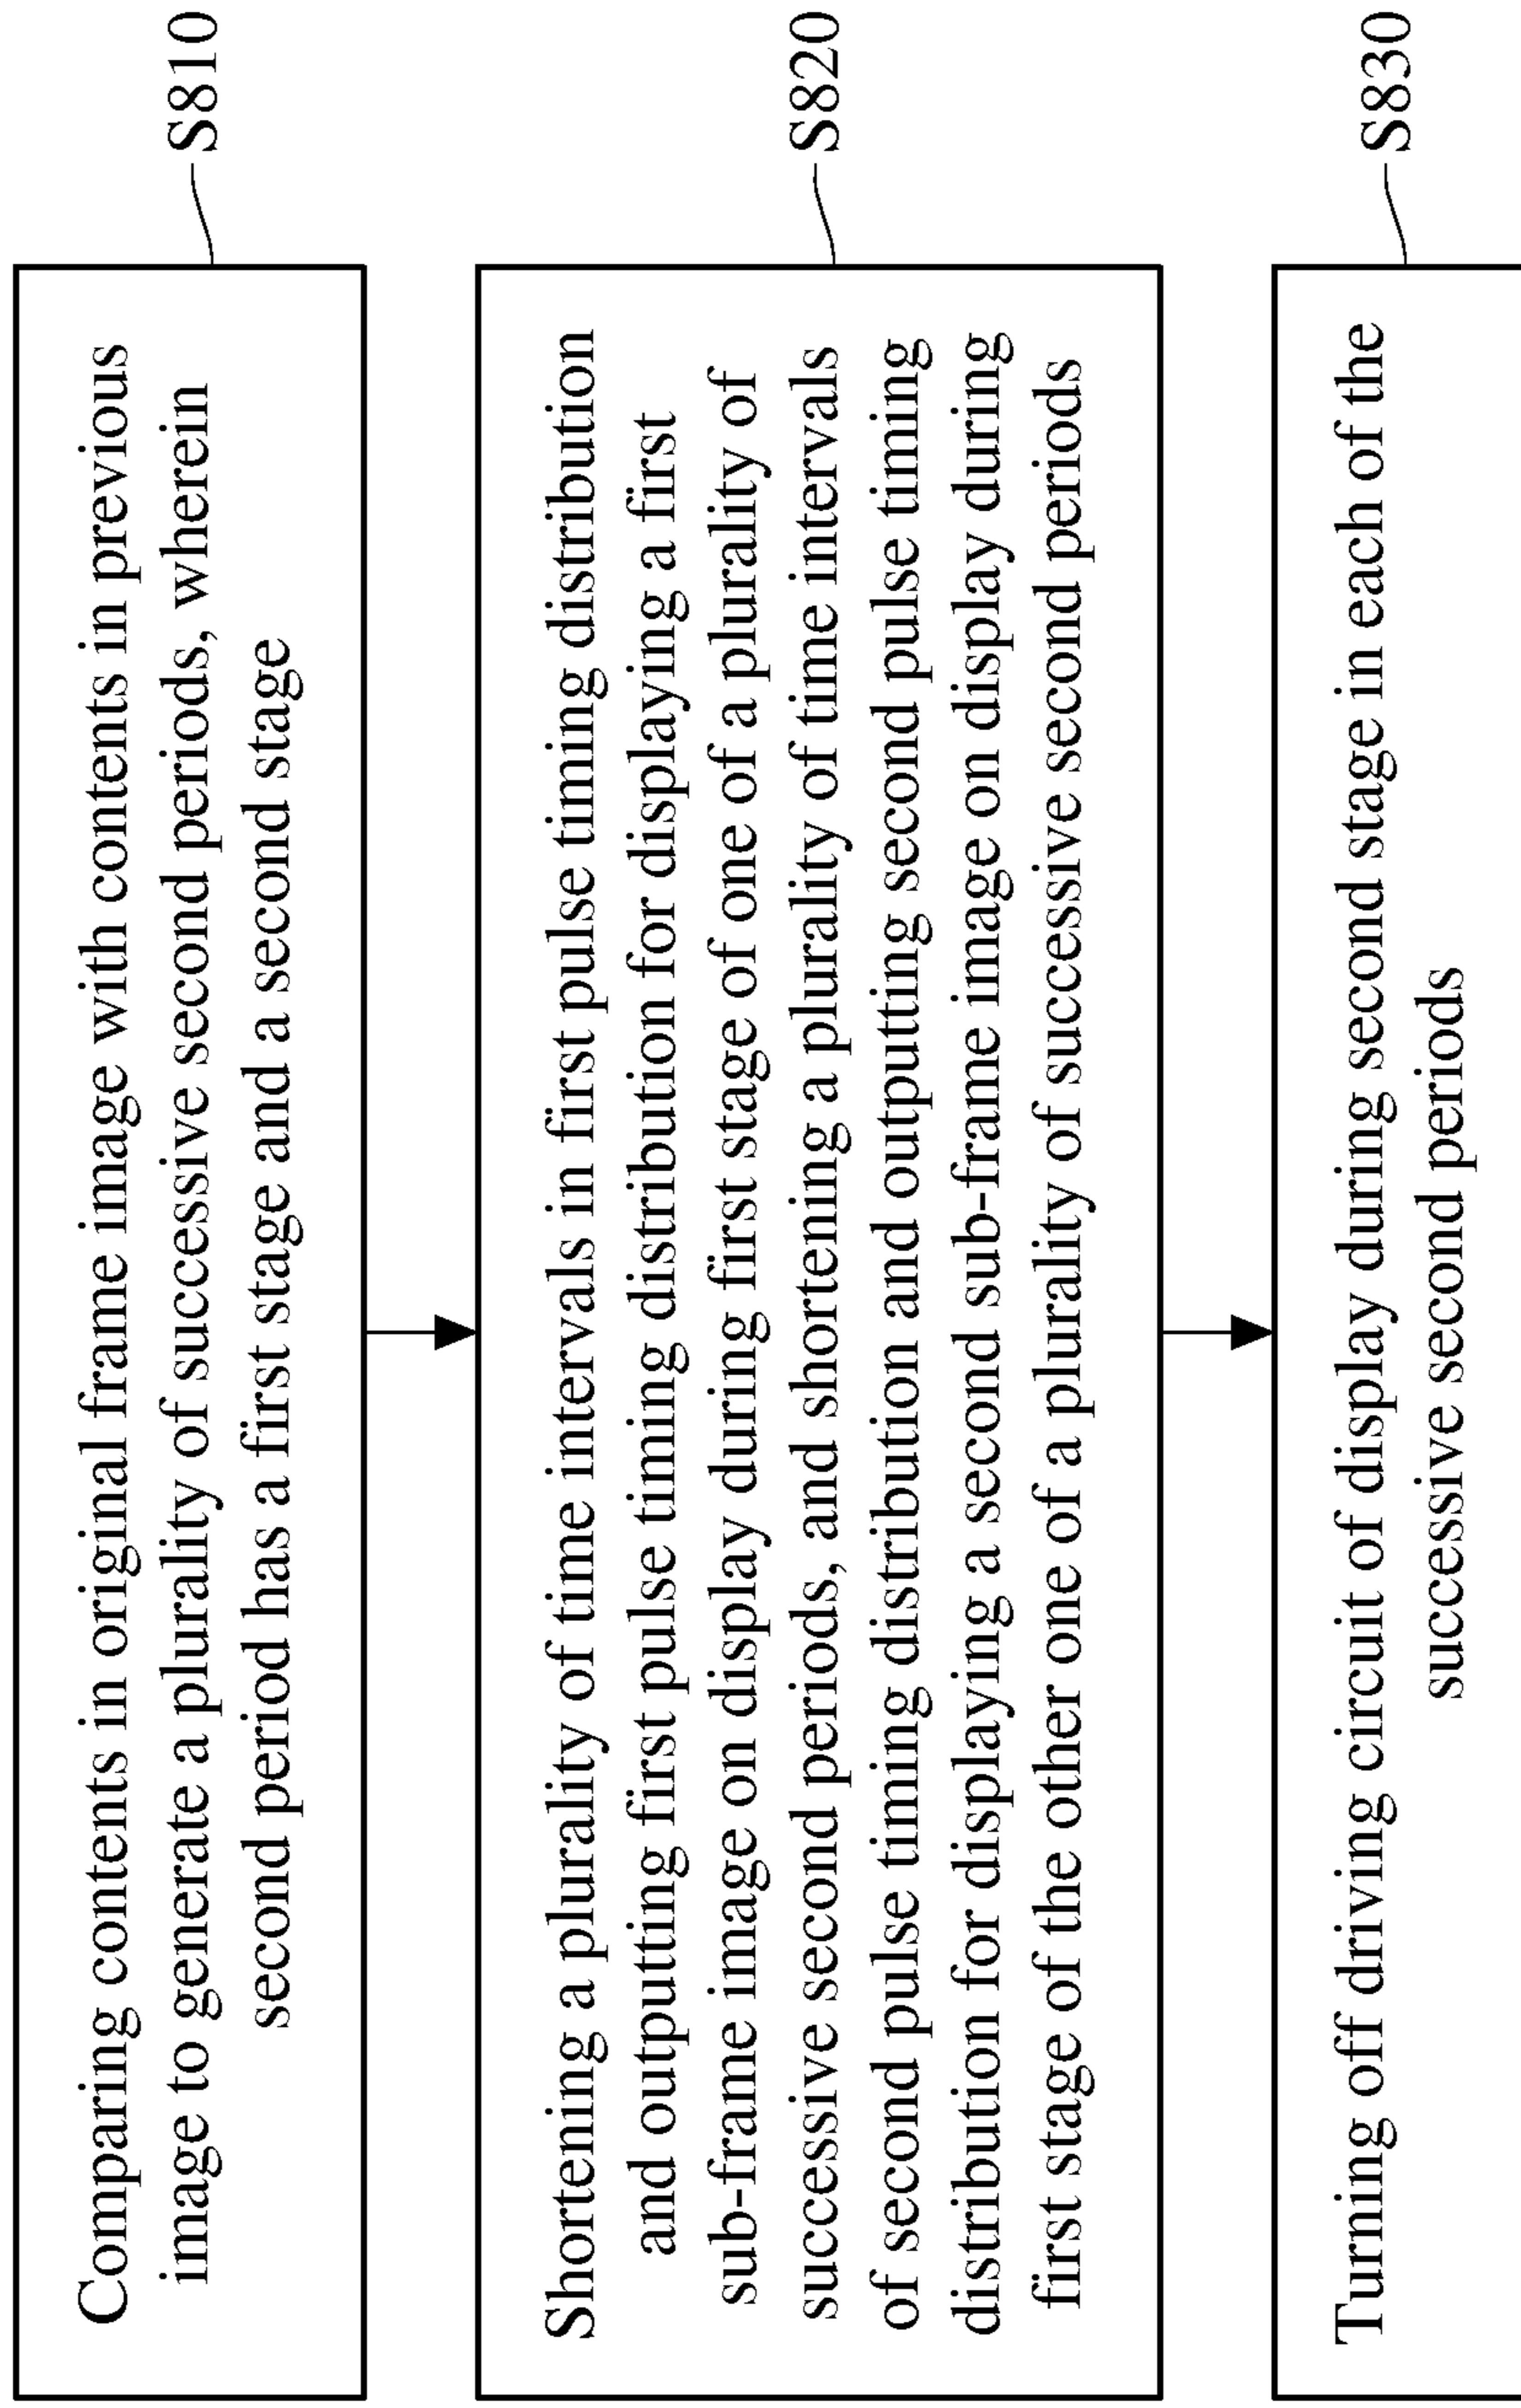 Comparing contents in original frame image with contents in previous
image to generate a plurality of successive second periods, wherein
second period has a first stage and a second stage
S810
Shortening a plurality of time intervals in first pulse timing distribution
and outputting first pulse timing distribution for displaying a first
sub-frame image on display during first stage of one of a plurality of
successive second periods, and shortening a plurality of time intervals
of second pulse timing distribution and outputting second pulse timing
distribution for displaying a second sub-frame image on display during
first stage of the other one of a plurality of successive second periods
S820
Turning off driving circuit of display during second stage in each of the
successive second periods
S830